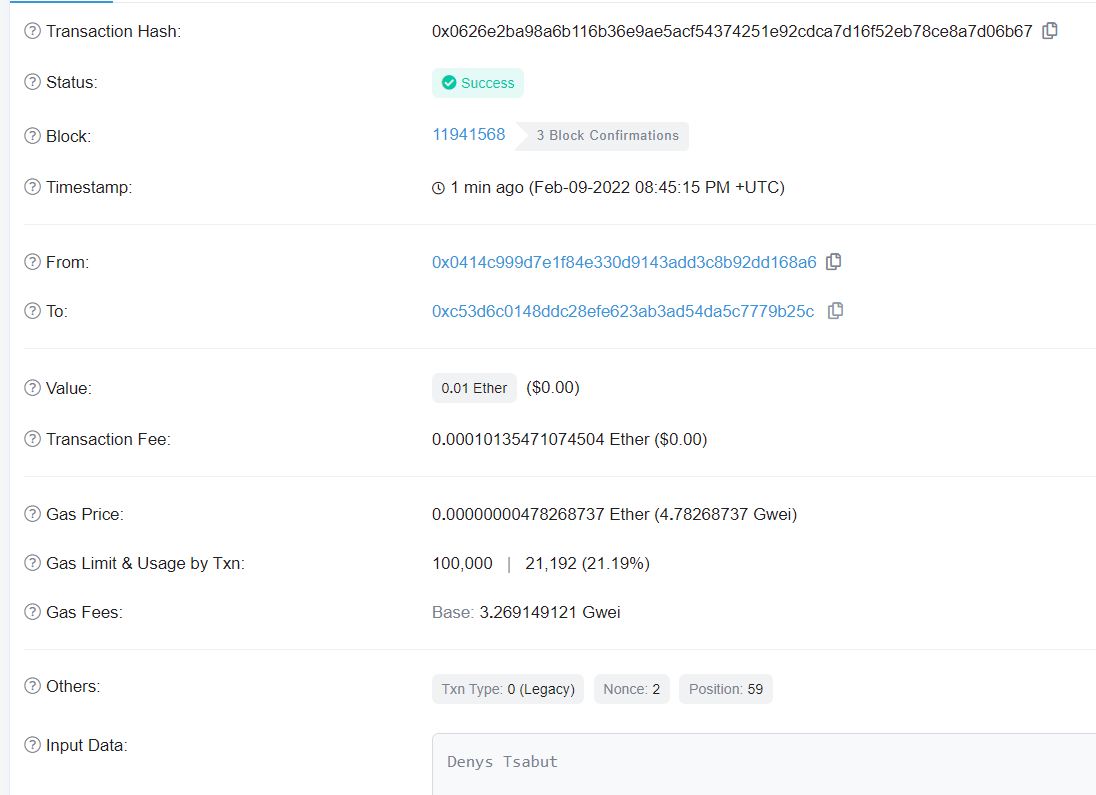 Transaction Hash: 0x0626e2ba98a6b116b36e9ae5acf54374251e92cdca7d16f52eb78ce8a7d06b67
Status: Success
Block: 11941568 3 Block Confirmations
Timestamp: 1 min ago (Feb-09-2022 08:45:15 PM +UTC)
From: 0x0414c999d7e1f84e330d9143add3c8b92dd168a6
To: 0xc53d6c0148ddc28efe623ab3ad54da5c7779b25c
Value: 0.01 Ether ($0.00)
Transaction Fee: 0.00010135471074504 Ether ($0.00)
Gas Price: 0.00000000478268737 Ether (4.78268737 Gwei)
Gas Limit & Usage by Txn: 100,000 | 21,192 (21.19%)
Gas Fees: Base: 3.269149121 Gwei
Others: Txn Type: 0 (Legacy) Nonce: 2 Position: 59
Input Data: Denys Tsabut